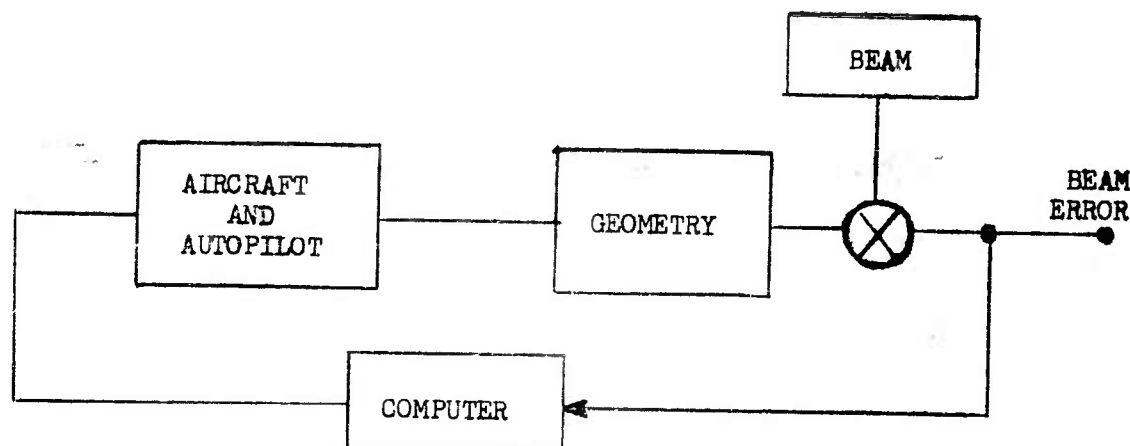 BEAM
AIRCRAFT
AND
AUTOPILOT
GEOMETRY
BEAM
ERROR
COMPUTER